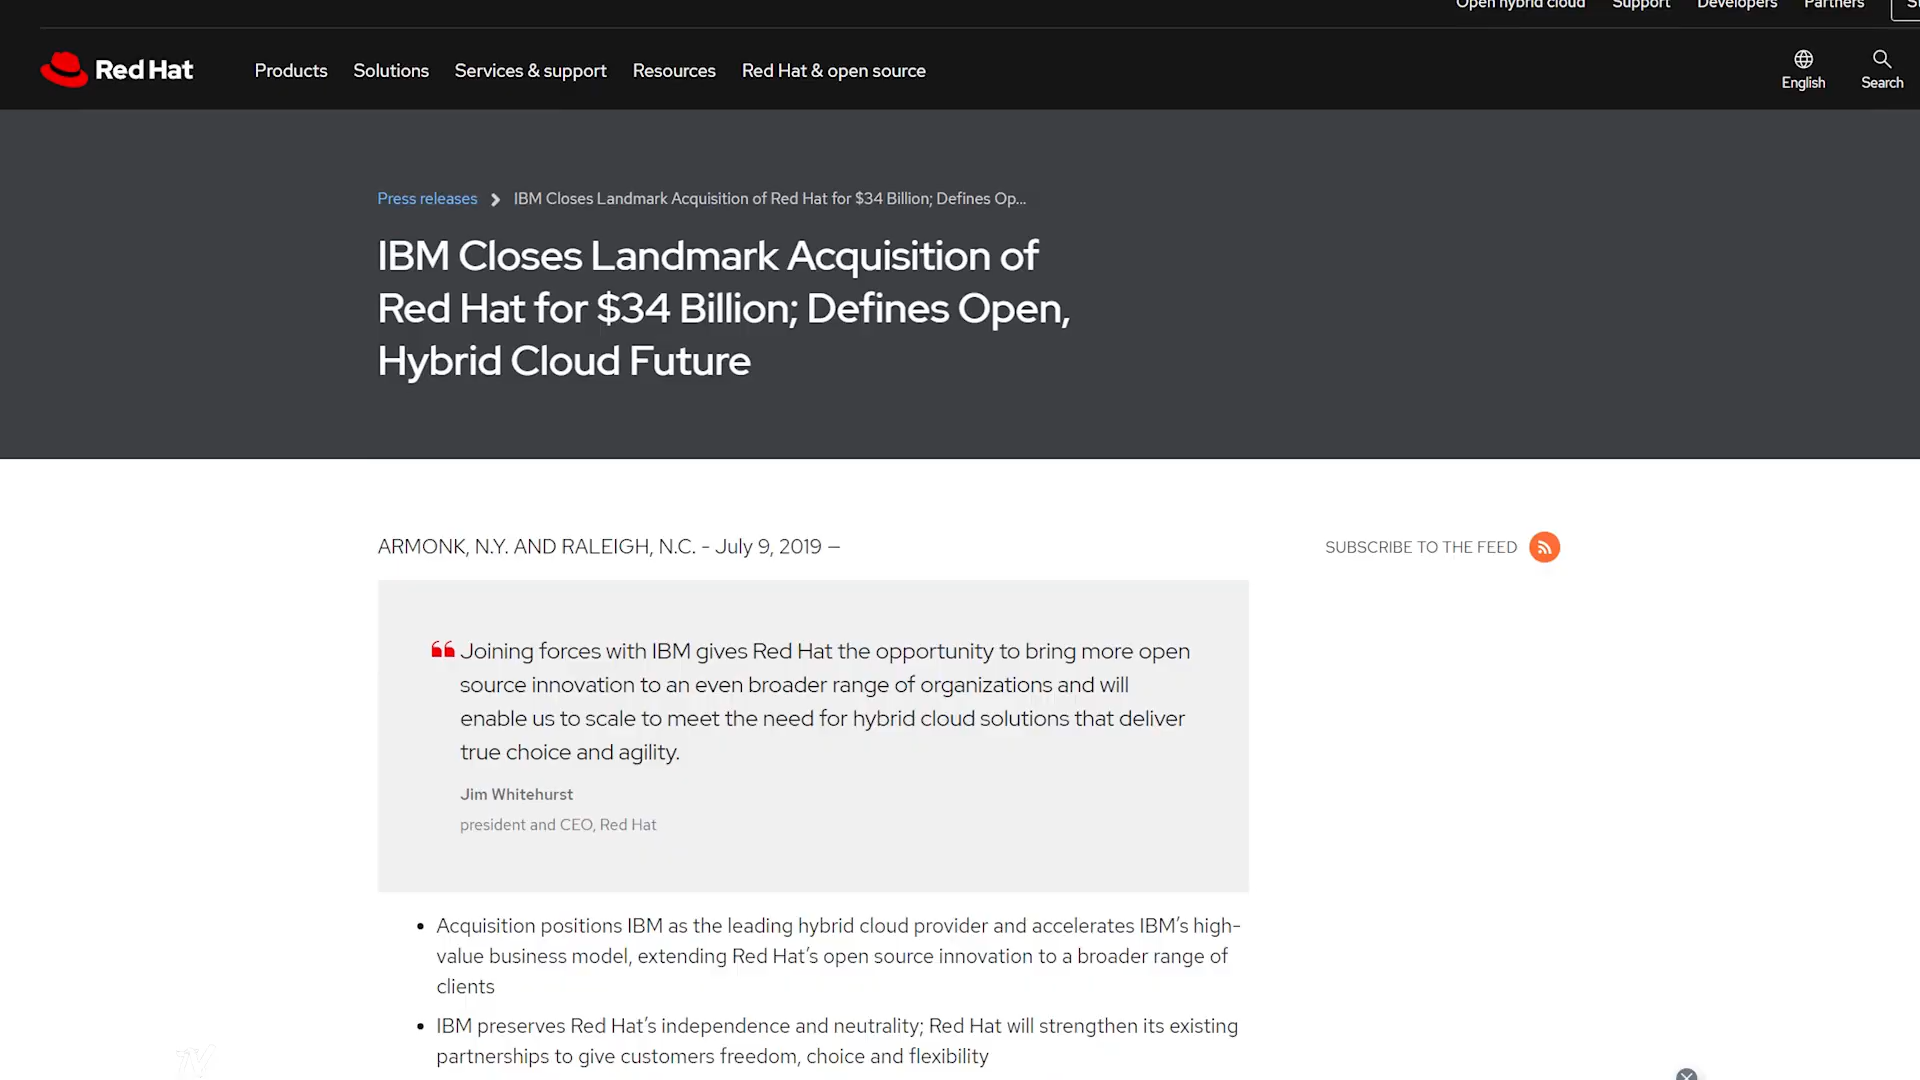 Open hybrid cloud Support Developers Partners
Red Hat Products Solutions Services & support Resources Red Hat & open source English Search
Press releases IBM Closes Landmark Acquisition of Red Hat for $34 Billion; Defines Op...
IBM Closes Landmark Acquisition of
Red Hat for $34 Billion; Defines Open,
Hybrid Cloud Future
ARMONK, N.Y. AND RALEIGH, N.C. - July 9, 2019 –
SUBSCRIBE TO THE FEED
“Joining forces with IBM gives Red Hat the opportunity to bring more open
source innovation to an even broader range of organizations and will
enable us to scale to meet the need for hybrid cloud solutions that deliver
true choice and agility.
Jim Whitehurst
president and CEO, Red Hat
• Acquisition positions IBM as the leading hybrid cloud provider and accelerates IBM’s high-
value business model, extending Red Hat’s open source innovation to a broader range of
clients
• IBM preserves Red Hat’s independence and neutrality; Red Hat will strengthen its existing
partnerships to give customers freedom, choice and flexibility